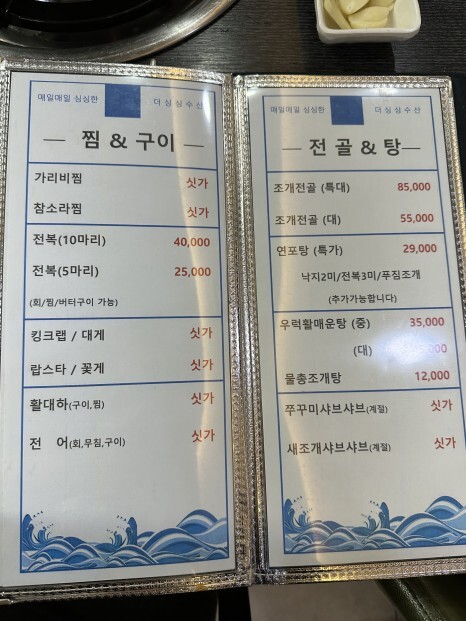 매일매일 싱싱한 더싱싱수산
찜 & 구이
가리비찜 싯가
참소라찜 싯가
전복(10마리) 40,000
전복(5마리) 25,000
(회/찜/버터구이 가능)
킹크랩 / 대게 싯가
랍스타 / 꽃게 싯가
활대하(구이,찜) 싯가
전 어(회,무침,구이) 싯가
매일매일 싱싱한 더싱싱수산
전골 & 탕
조개전골 (특대) 85,000
조개전골 (대) 55,000
연포탕 (특가) 29,000
낙지2미/전복3미/푸짐조개
(추가가능합니다)
우럭활매운탕 (중) 35,000
(대)
물총조개탕 12,000
쭈꾸미샤브샤브(계절) 싯가
새조개샤브샤브(계절) 싯가